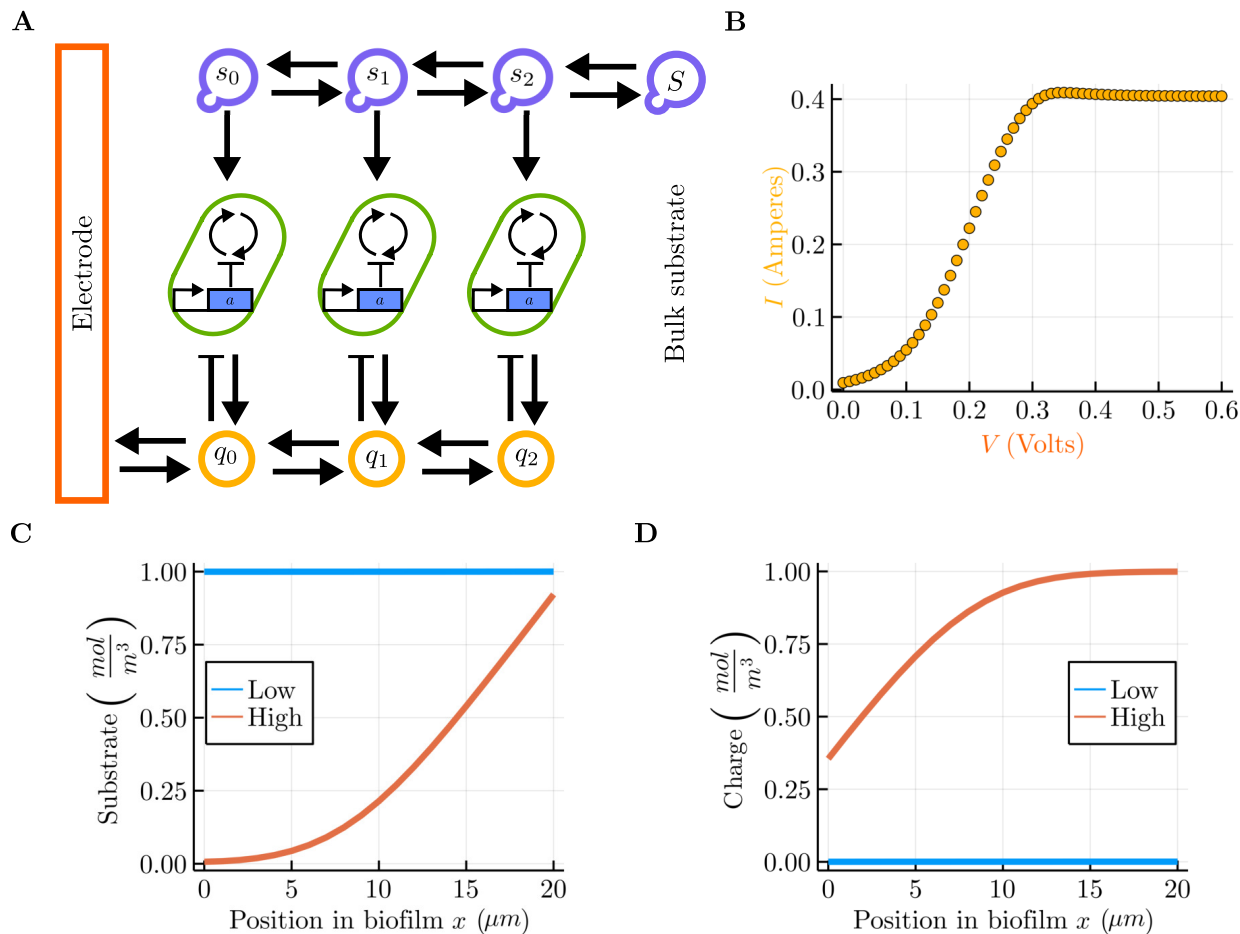 A
s₀ s₁ s₂ S
a a a
Electrode
Bulk substrate
q₀ q₁ q₂
B
I (Amperes)
0.4
0.3
0.2
0.1
0.0
0.0 0.1 0.2 0.3 0.4 0.5 0.6
V (Volts)
C
Substrate (mol/m³)
1.00
0.75
0.50
0.25
0.00
Low
High
0 5 10 15 20
Position in biofilm x (μm)
D
Charge (mol/m³)
1.00
0.75
0.50
0.25
0.00
Low
High
0 5 10 15 20
Position in biofilm x (μm)